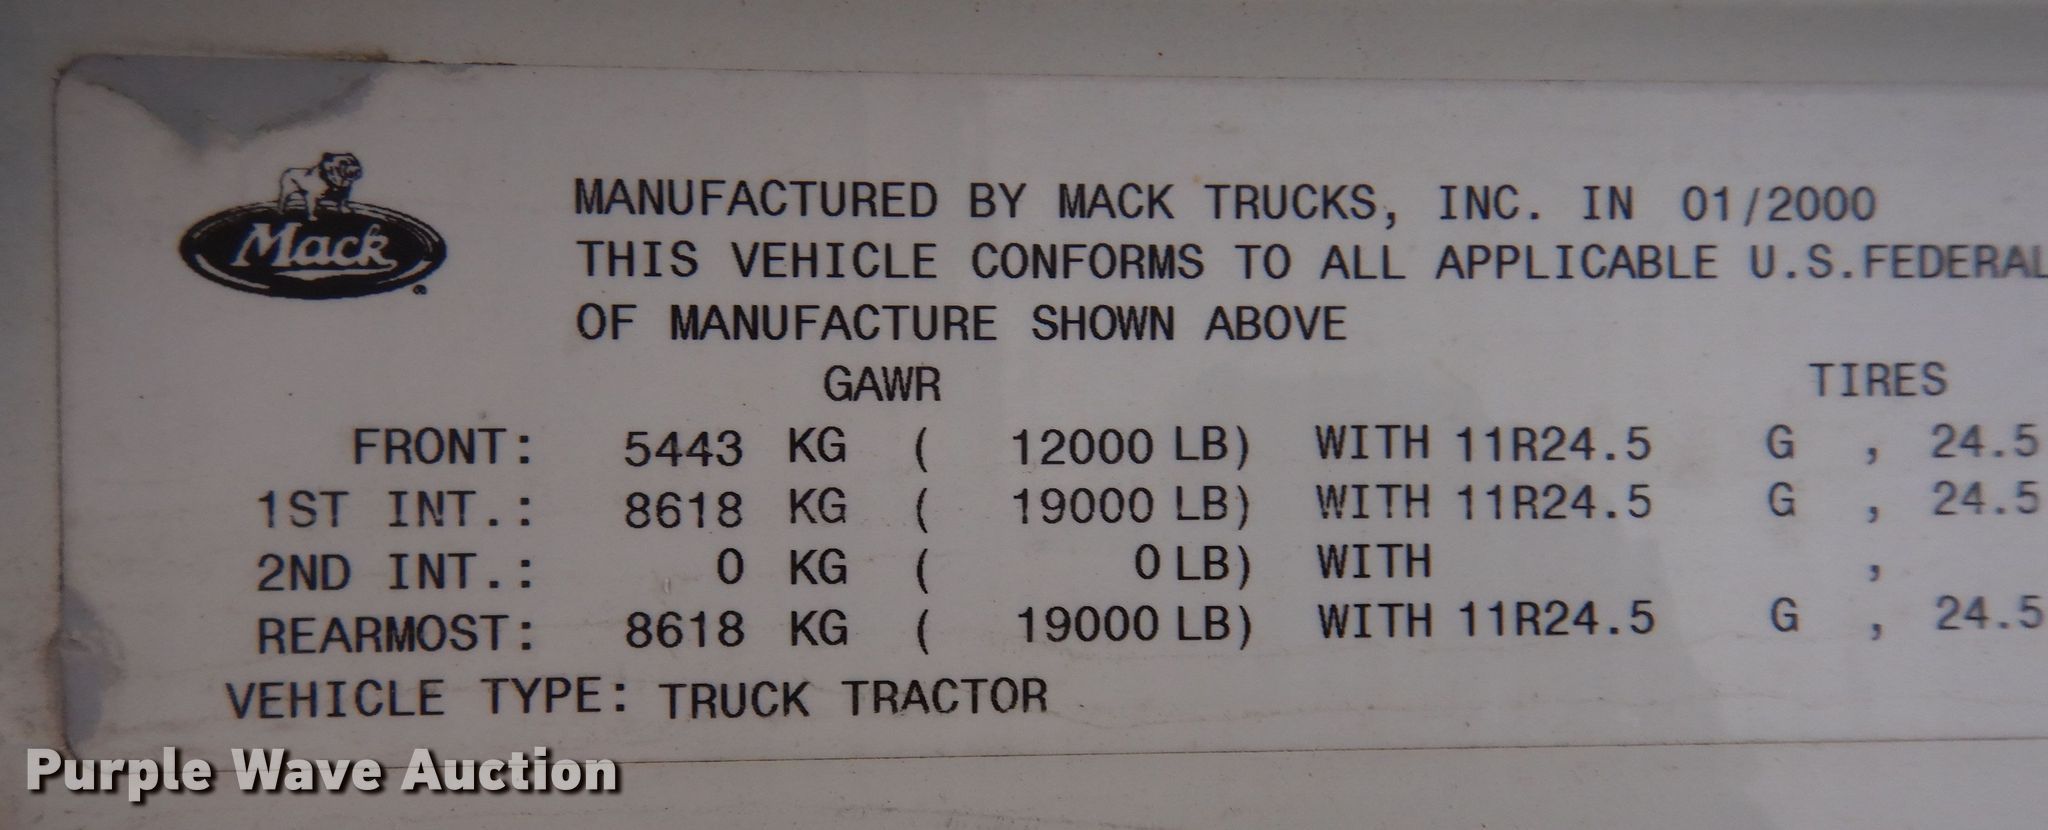 Mack
MANUFACTURED BY MACK TRUCKS, INC. IN 01/2000
THIS VEHICLE CONFORMS TO ALL APPLICABLE U.S.FEDERAL
OF MANUFACTURE SHOWN ABOVE
GAWR TIRES
FRONT: 5443 KG ( 12000 LB) WITH 11R24.5 G , 24.5
1ST INT.: 8618 KG ( 19000 LB) WITH 11R24.5 G , 24.5
2ND INT.: 0 KG ( 0 LB) WITH ,
REARMOST: 8618 KG ( 19000 LB) WITH 11R24.5 G , 24.5
VEHICLE TYPE: TRUCK TRACTOR
Purple Wave Auction